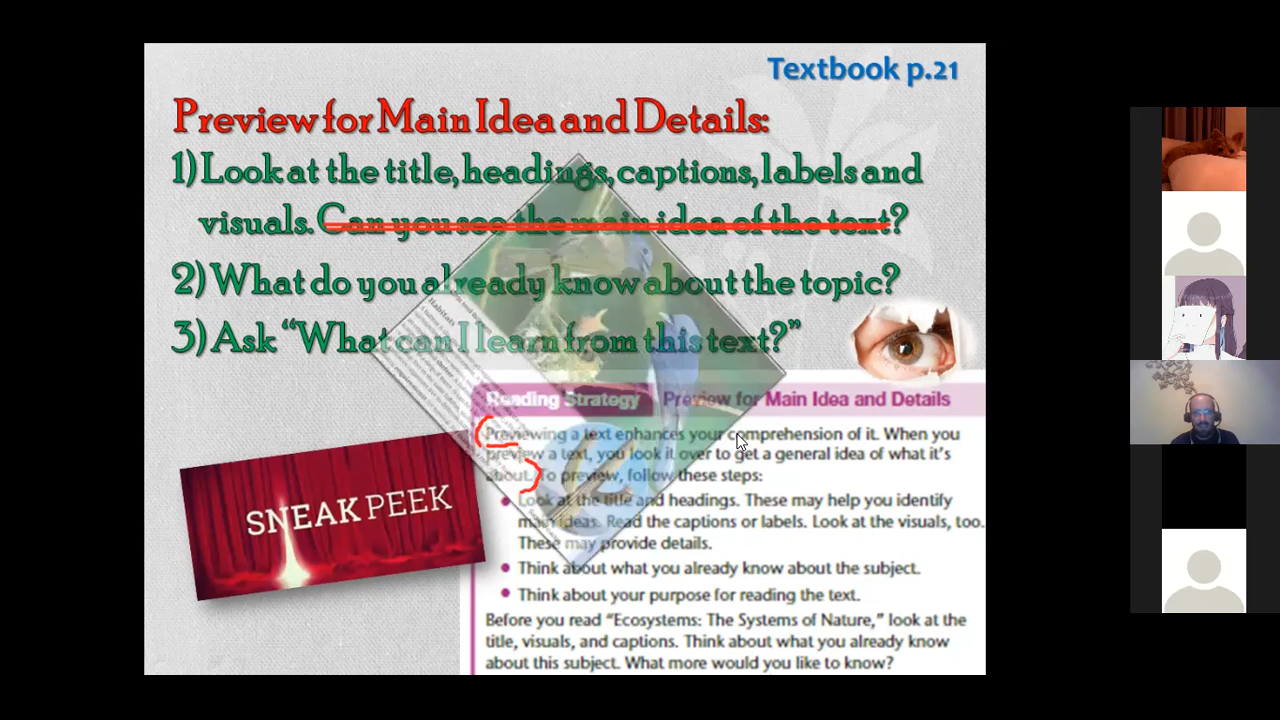 Textbook p.21
Preview for Main Idea and Details:
1) Look at the title, headings, captions, labels and
visuals. Can you see the main idea of the text?
2) What do you already know about the topic?
3) Ask “What can I learn from this text?”
Habitats
Reading Strategy Preview for Main Idea and Details
Previewing a text enhances your comprehension of it. When you
preview a text, you look it over to get a general idea of what it's
about. To preview, follow these steps:
• Look at the title and headings. These may help you identify
main ideas. Read the captions or labels. Look at the visuals, too.
These may provide details.
• Think about what you already know about the subject.
• Think about your purpose for reading the text.
Before you read “Ecosystems: The Systems of Nature,” look at the
title, visuals, and captions. Think about what you already know
about this subject. What more would you like to know?
SNEAK PEEK